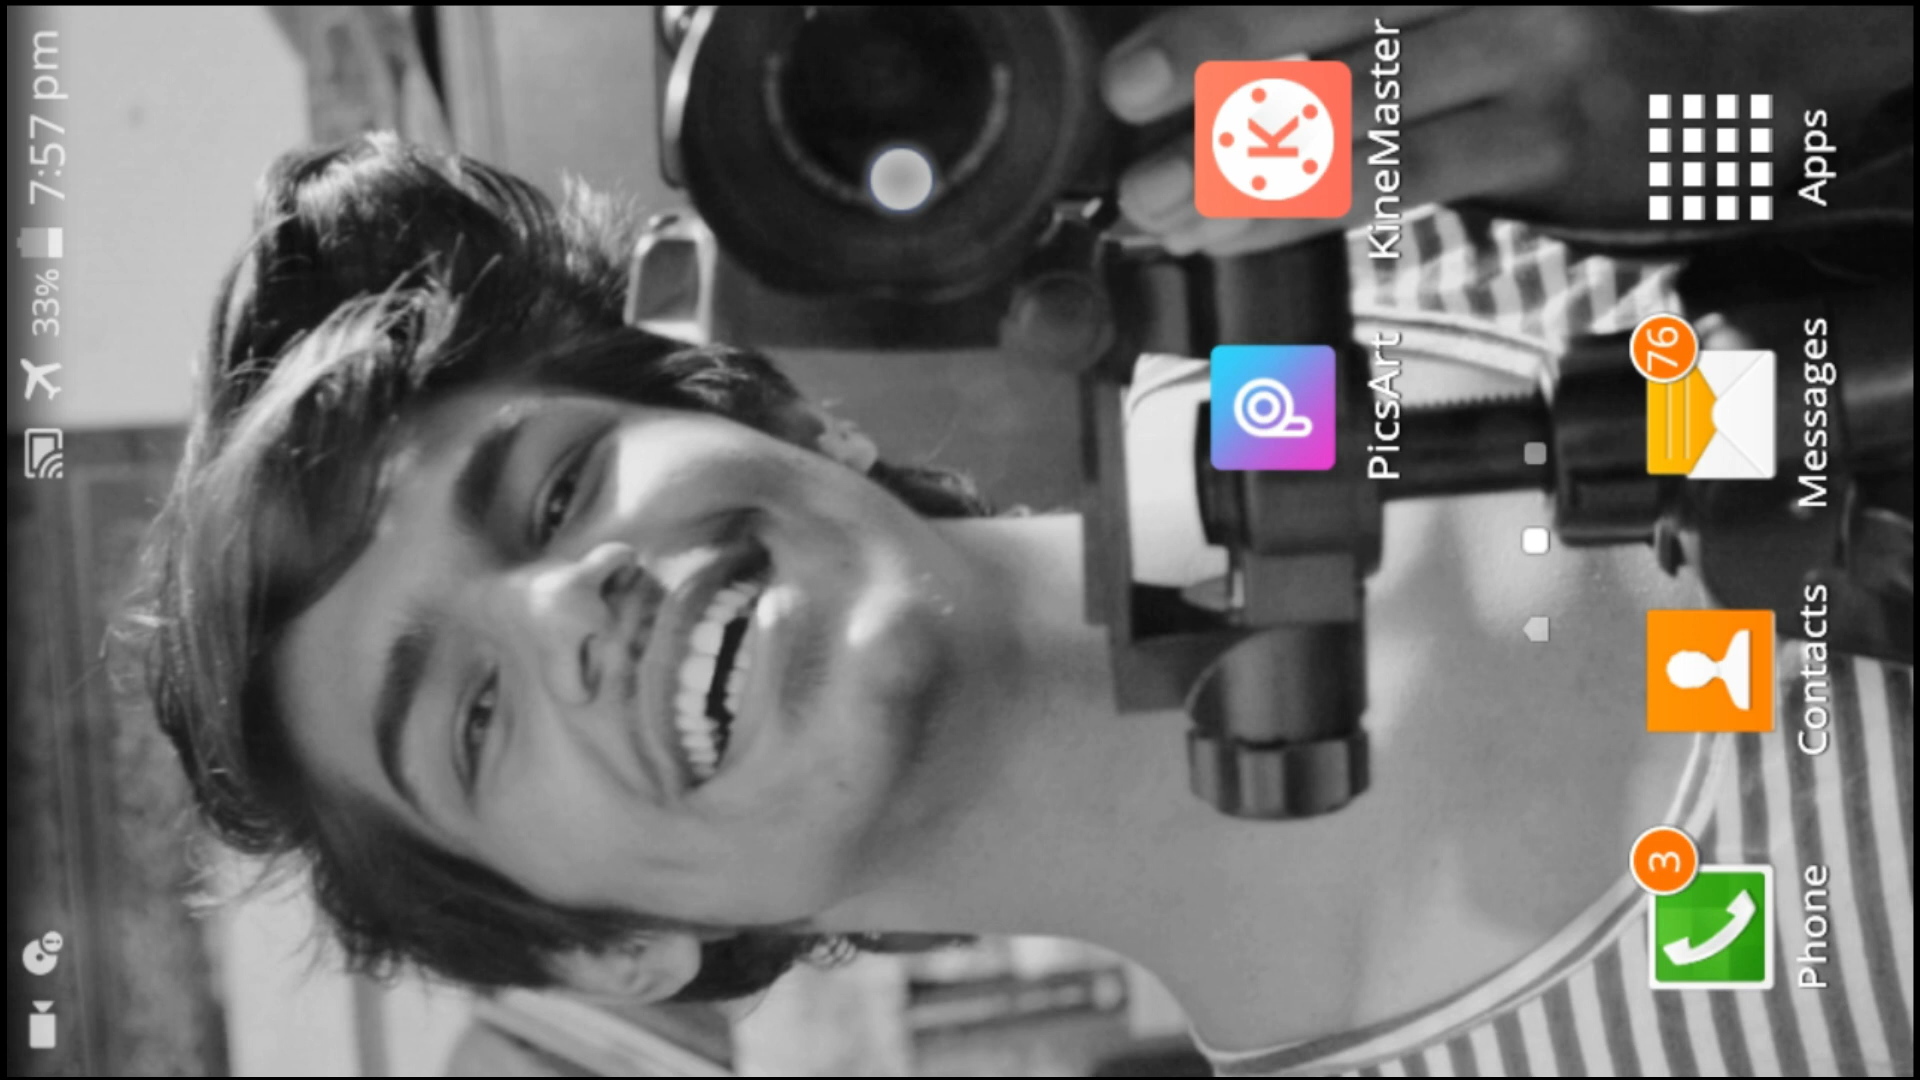 33% 7:57 pm
PicsArt KineMaster
3
76
Phone Contacts Messages Apps